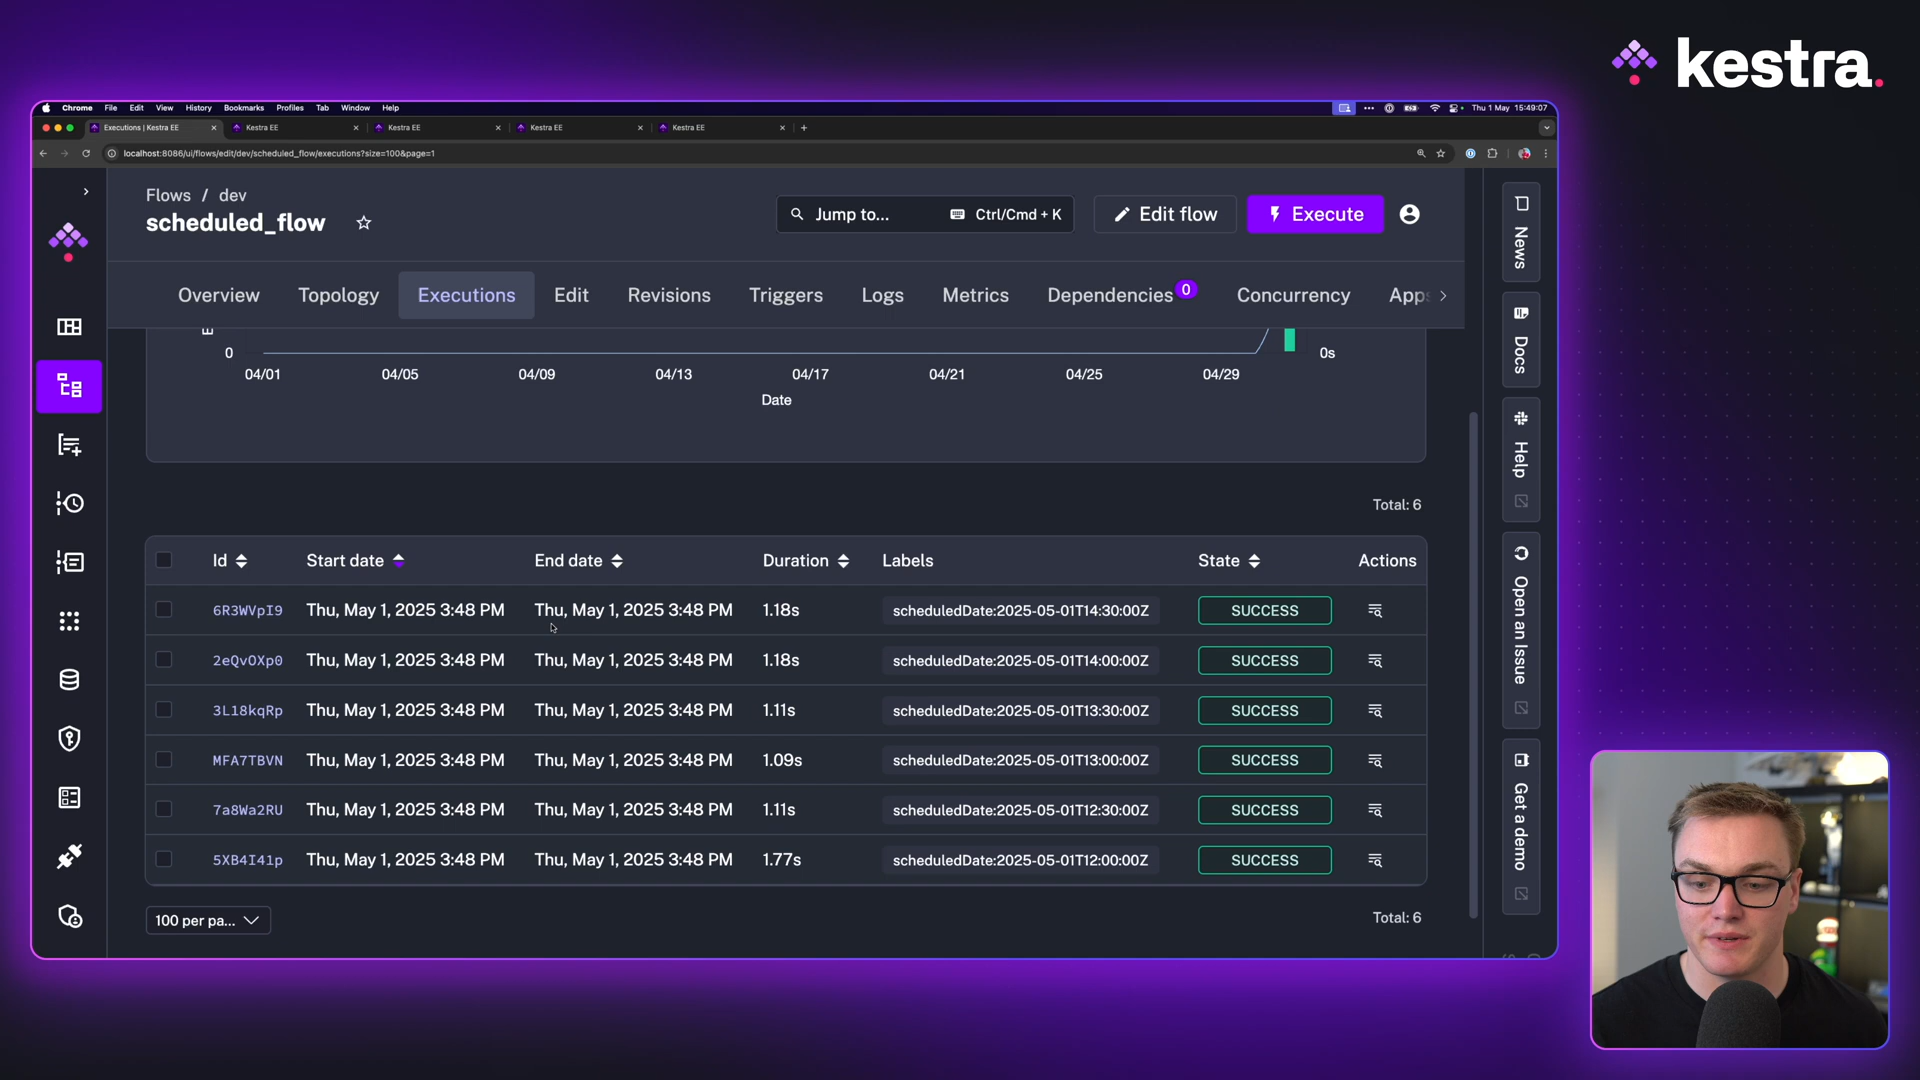 kestra.
Chrome File Edit View History Bookmarks Profiles Tab Window Help
Thu 1 May 15:49:07
Executions | Kestra EE
Kestra EE
Kestra EE
Kestra EE
Kestra EE
localhost:8086/ui/flows/edit/dev/scheduled_flow/executions?size=100&page=1
Flows / dev
scheduled_flow
Jump to... Ctrl/Cmd + K
Edit flow
Execute
Overview Topology Executions Edit Revisions Triggers Logs Metrics Dependencies 0 Concurrency Apps
0
0s
04/01 04/05 04/09 04/13 04/17 04/21 04/25 04/29
Date
Total: 6
Id Start date End date Duration Labels State Actions
6R3WVpI9 Thu, May 1, 2025 3:48 PM Thu, May 1, 2025 3:48 PM 1.18s scheduledDate:2025-05-01T14:30:00Z SUCCESS
2eQvOXp0 Thu, May 1, 2025 3:48 PM Thu, May 1, 2025 3:48 PM 1.18s scheduledDate:2025-05-01T14:00:00Z SUCCESS
3L18kqRp Thu, May 1, 2025 3:48 PM Thu, May 1, 2025 3:48 PM 1.11s scheduledDate:2025-05-01T13:30:00Z SUCCESS
MFA7TBVN Thu, May 1, 2025 3:48 PM Thu, May 1, 2025 3:48 PM 1.09s scheduledDate:2025-05-01T13:00:00Z SUCCESS
7a8Wa2RU Thu, May 1, 2025 3:48 PM Thu, May 1, 2025 3:48 PM 1.11s scheduledDate:2025-05-01T12:30:00Z SUCCESS
5XB4I41p Thu, May 1, 2025 3:48 PM Thu, May 1, 2025 3:48 PM 1.77s scheduledDate:2025-05-01T12:00:00Z SUCCESS
100 per pa...
Total: 6
News
Docs
Help
Open an Issue
Get a demo